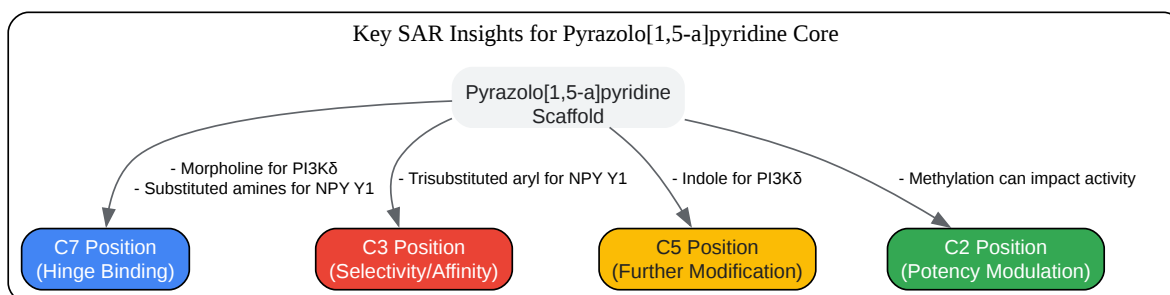 Key SAR Insights for Pyrazolo[1,5-a]pyridine Core
Pyrazolo[1,5-a]pyridine
Scaffold
- Morpholine for PI3Kδ
- Substituted amines for NPY Y1
- Trisubstituted aryl for NPY Y1
- Indole for PI3Kδ
- Methylation can impact activity
C7 Position
(Hinge Binding)
C3 Position
(Selectivity/Affinity)
C5 Position
(Further Modification)
C2 Position
(Potency Modulation)